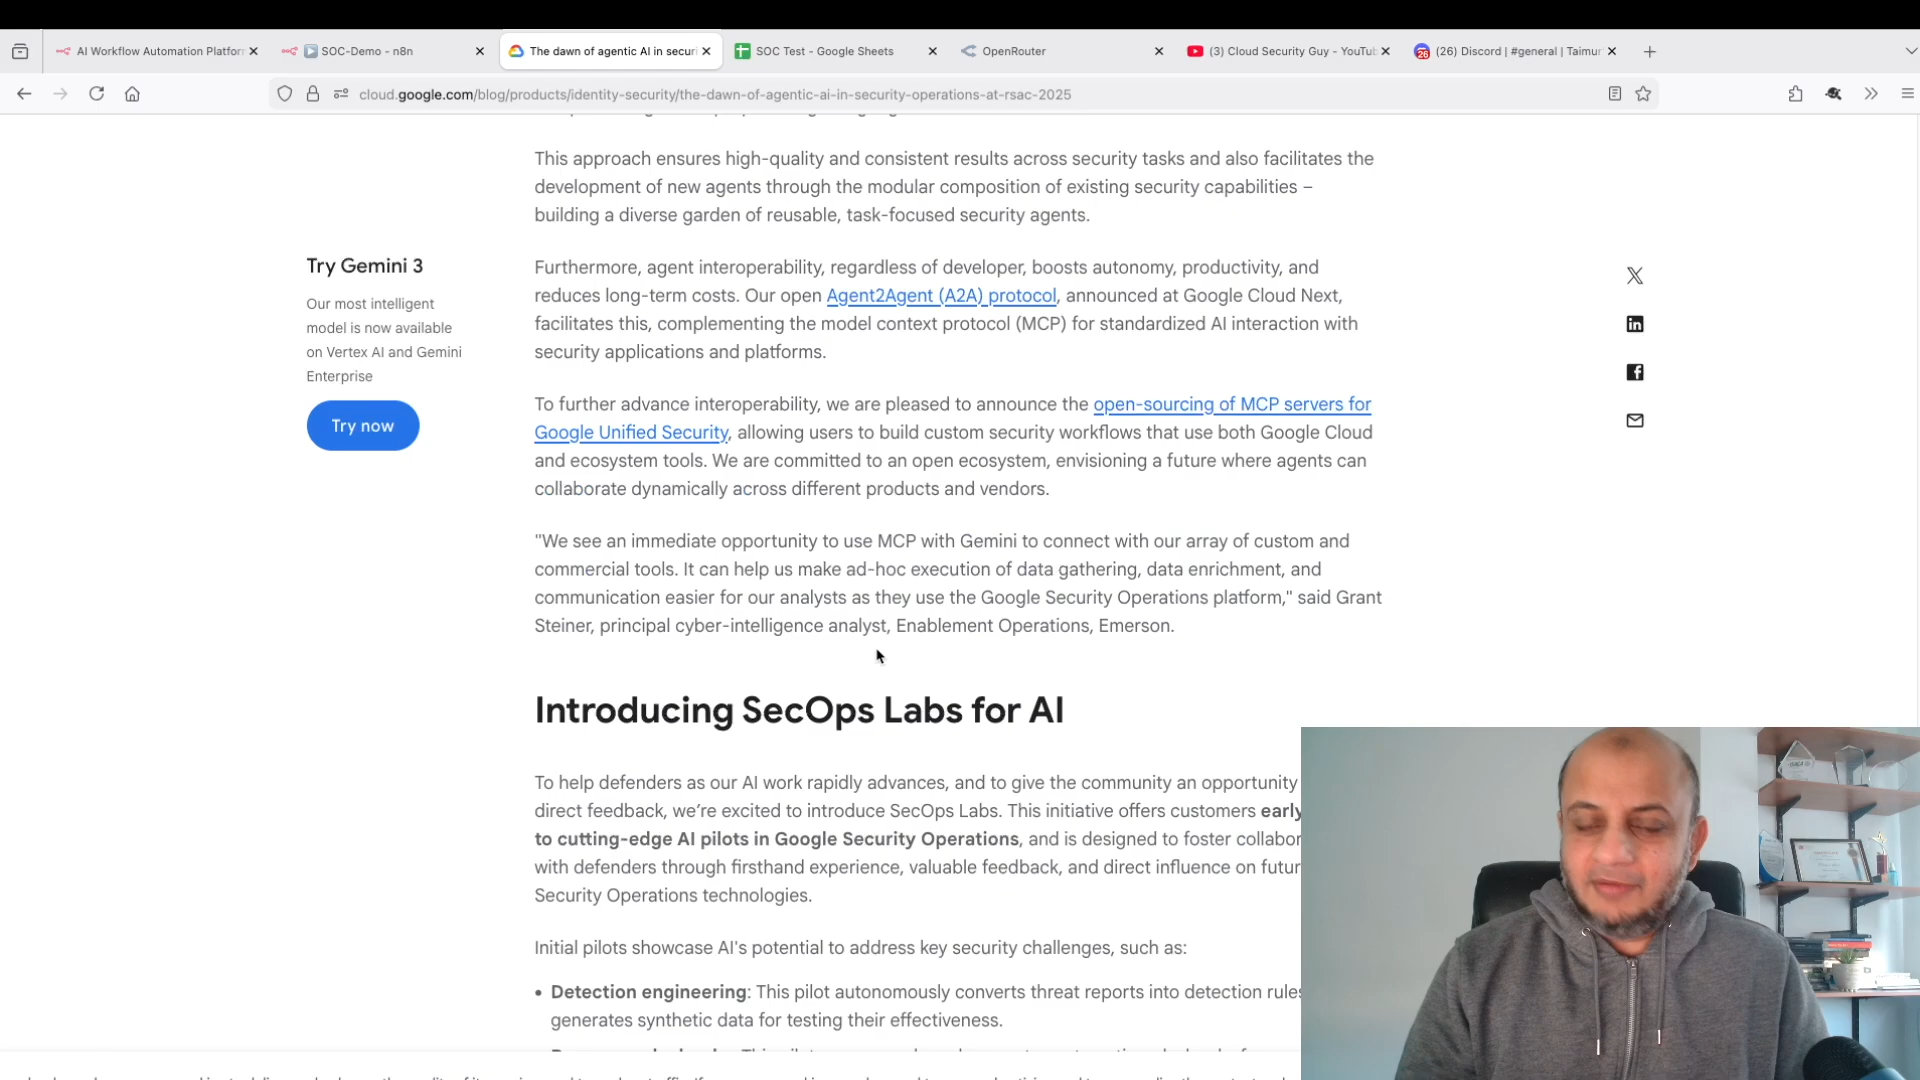 AI Workflow Automation Platfor
SOC-Demo - n8n
The dawn of agentic AI in securi
SOC Test - Google Sheets
OpenRouter
(3) Cloud Security Guy - YouTub
(26) Discord | #general | Taimur
cloud.google.com/blog/products/identity-security/the-dawn-of-agentic-ai-in-security-operations-at-rsac-2025
This approach ensures high-quality and consistent results across security tasks and also facilitates the
development of new agents through the modular composition of existing security capabilities –
building a diverse garden of reusable, task-focused security agents.
Try Gemini 3
Our most intelligent
model is now available
on Vertex AI and Gemini
Enterprise
Try now
Furthermore, agent interoperability, regardless of developer, boosts autonomy, productivity, and
reduces long-term costs. Our open Agent2Agent (A2A) protocol, announced at Google Cloud Next,
facilitates this, complementing the model context protocol (MCP) for standardized AI interaction with
security applications and platforms.
To further advance interoperability, we are pleased to announce the open-sourcing of MCP servers for
Google Unified Security, allowing users to build custom security workflows that use both Google Cloud
and ecosystem tools. We are committed to an open ecosystem, envisioning a future where agents can
collaborate dynamically across different products and vendors.
"We see an immediate opportunity to use MCP with Gemini to connect with our array of custom and
commercial tools. It can help us make ad-hoc execution of data gathering, data enrichment, and
communication easier for our analysts as they use the Google Security Operations platform," said Grant
Steiner, principal cyber-intelligence analyst, Enablement Operations, Emerson.
Introducing SecOps Labs for AI
To help defenders as our AI work rapidly advances, and to give the community an opportunity
direct feedback, we're excited to introduce SecOps Labs. This initiative offers customers early
to cutting-edge AI pilots in Google Security Operations, and is designed to foster collabor
with defenders through firsthand experience, valuable feedback, and direct influence on futur
Security Operations technologies.
Initial pilots showcase AI's potential to address key security challenges, such as:
• Detection engineering: This pilot autonomously converts threat reports into detection rules
generates synthetic data for testing their effectiveness.